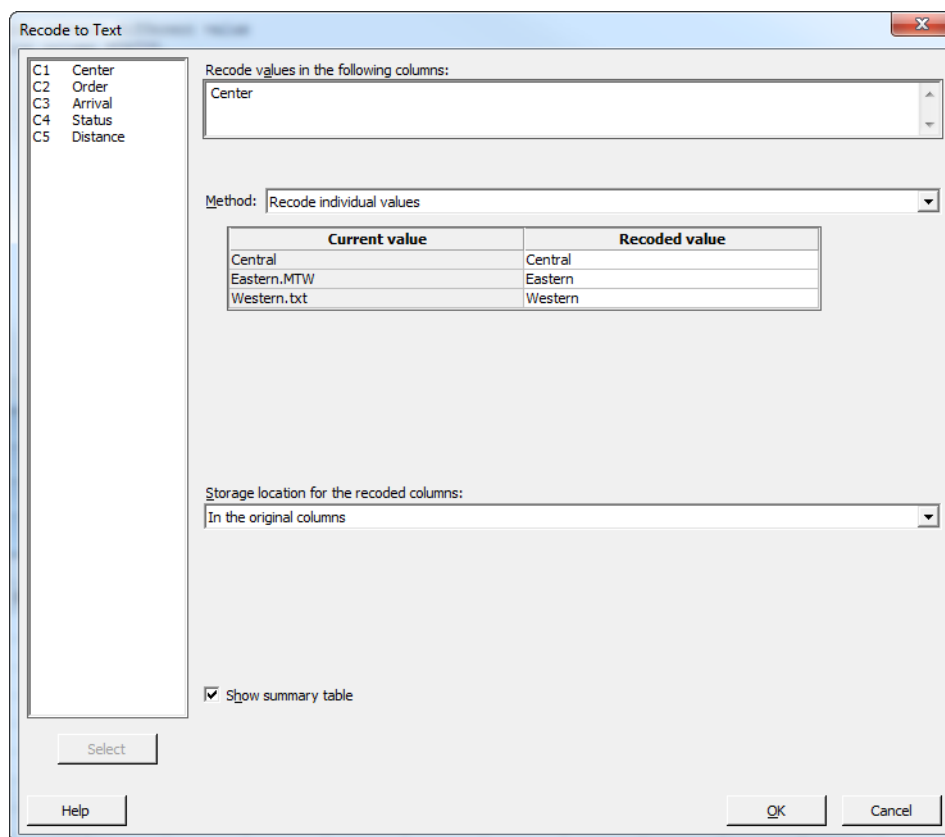 Recode to Text
C1 Center
C2 Order
C3 Arrival
C4 Status
C5 Distance
Recode values in the following columns:
Center
Method: Recode individual values
Current value Recoded value
Central Central
Eastern.MTW Eastern
Western.txt Western
Storage location for the recoded columns:
In the original columns
Show summary table
Select
Help OK Cancel